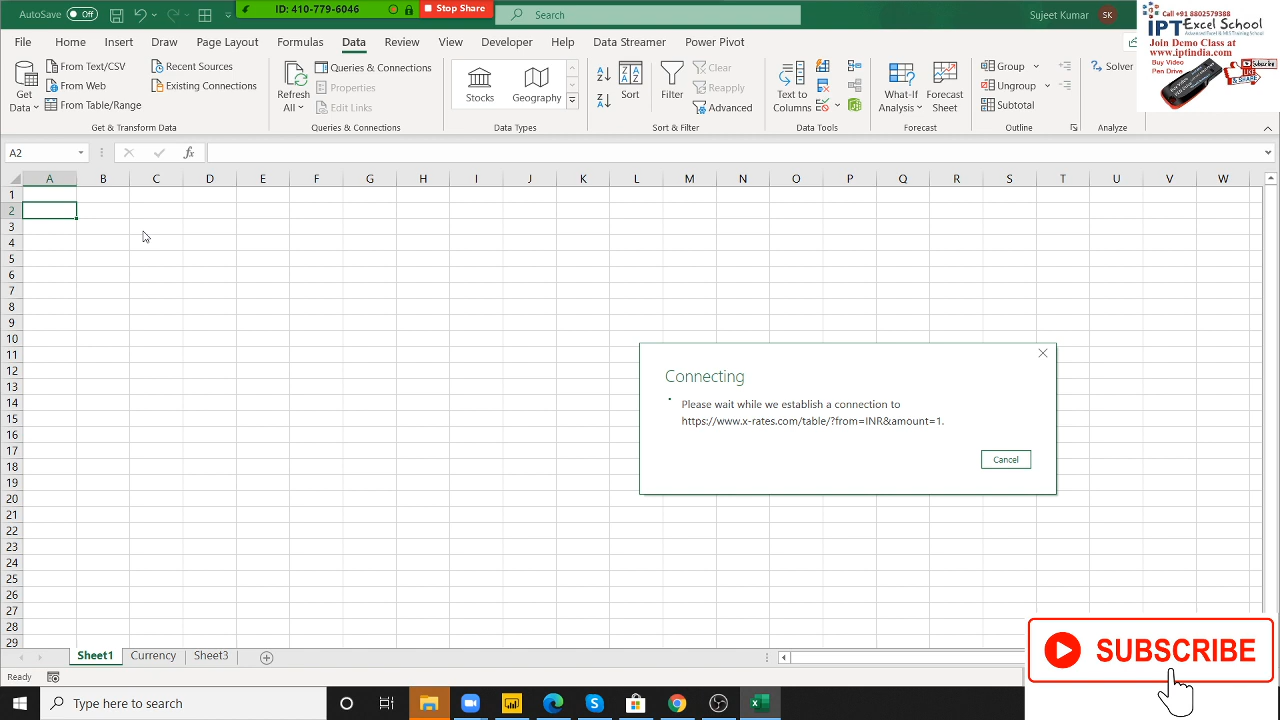 AutoSave Off
ID: 410-779-6046
Stop Share
Search
Sujeet Kumar
SK
Call +91 8802579388
IPT Excel School
Advanced Excel & MIS Training School
Join Demo Class at
www.iptindia.com
Buy Video
Pen Drive
Subscribe
File Home Insert Draw Page Layout Formulas Data Review View Developer Help Data Streamer Power Pivot
Get
Data
From Text/CSV
From Web
From Table/Range
Recent Sources
Existing Connections
Get & Transform Data
Refresh
All
Queries & Connections
Properties
Edit Links
Queries & Connections
Stocks
Geography
Data Types
Sort
Filter
Clear
Reapply
Advanced
Sort & Filter
Text to
Columns
Data Tools
What-If
Analysis
Forecast
Sheet
Forecast
Group
Ungroup
Subtotal
Outline
Solver
Analyze
A2
fx
A B C D E F G H I J K L M N O P Q R S T U V W
1
2
3
4
5
6
7
8
9
10
11
12
13
14
15
16
17
18
19
20
21
22
23
24
25
26
27
28
29
Connecting
Please wait while we establish a connection to
https://www.x-rates.com/table/?from=INR&amount=1.
Cancel
Sheet1 Currency Sheet3
SUBSCRIBE
Ready
Type here to search